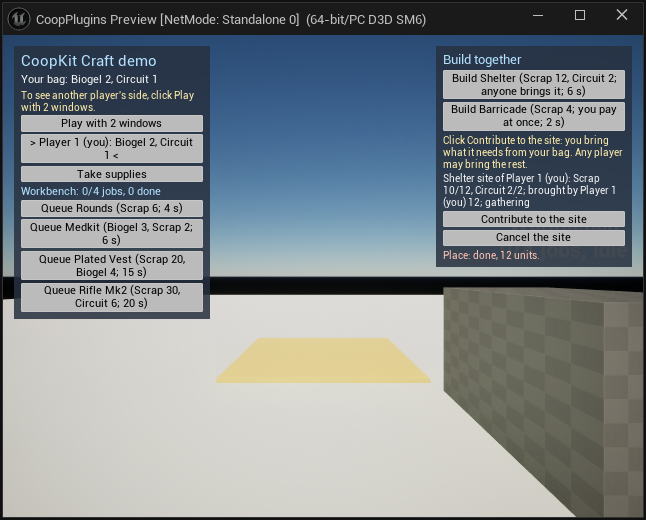 CoopPlugins Preview [NetMode: Standalone 0] (64-bit/PC D3D SM6)
CoopKit Craft demo
Your bag: Biogel 2, Circuit 1
To see another player's side, click Play
with 2 windows.
Play with 2 windows
> Player 1 (you): Biogel 2, Circuit
1 <
Take supplies
Workbench: 0/4 jobs, 0 done
Queue Rounds (Scrap 6; 4 s)
Queue Medkit (Biogel 3, Scrap 2;
6 s)
Queue Plated Vest (Scrap 20,
Biogel 4; 15 s)
Queue Rifle Mk2 (Scrap 30,
Circuit 6; 20 s)
Build together
Build Shelter (Scrap 12, Circuit 2;
anyone brings it; 6 s)
Build Barricade (Scrap 4; you pay
at once; 2 s)
Click Contribute to the site: you bring
what it needs from your bag. Any player
may bring the rest.
Shelter site of Player 1 (you): Scrap
10/12, Circuit 2/2; brought by Player 1
(you) 12; gathering
Contribute to the site
Cancel the site
Place: done, 12 units.